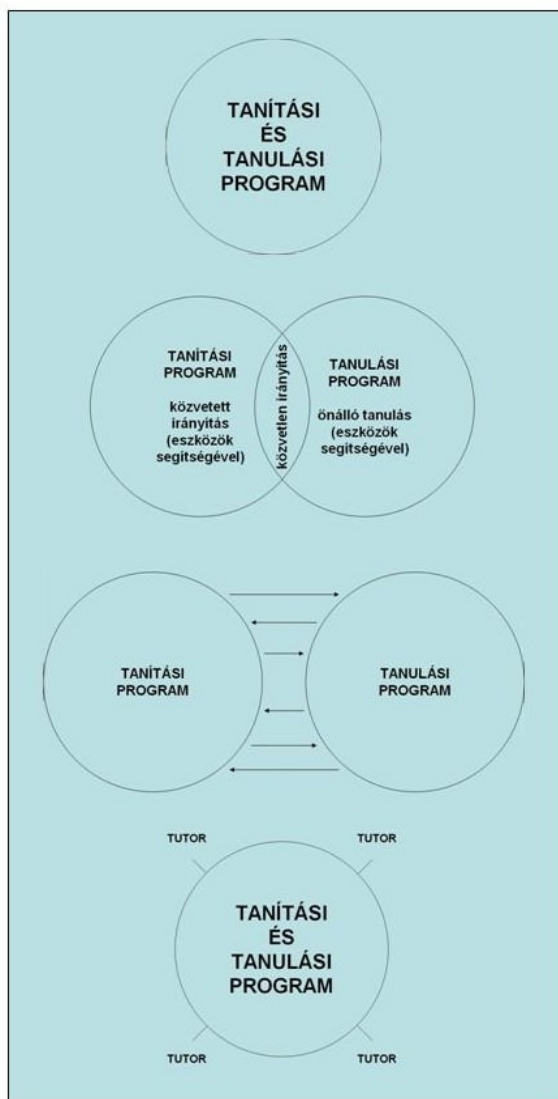 TANÍTÁSI
ÉS
TANULÁSI
PROGRAM
TANÍTÁSI
PROGRAM
közvetett
irányítás
(eszközök
segítségével)
közvetlen irányítás
TANULÁSI
PROGRAM
önálló tanulás
(eszközök
segítségével)
TANÍTÁSI
PROGRAM
TANULÁSI
PROGRAM
TUTOR
TUTOR
TANÍTÁSI
ÉS
TANULÁSI
PROGRAM
TUTOR
TUTOR